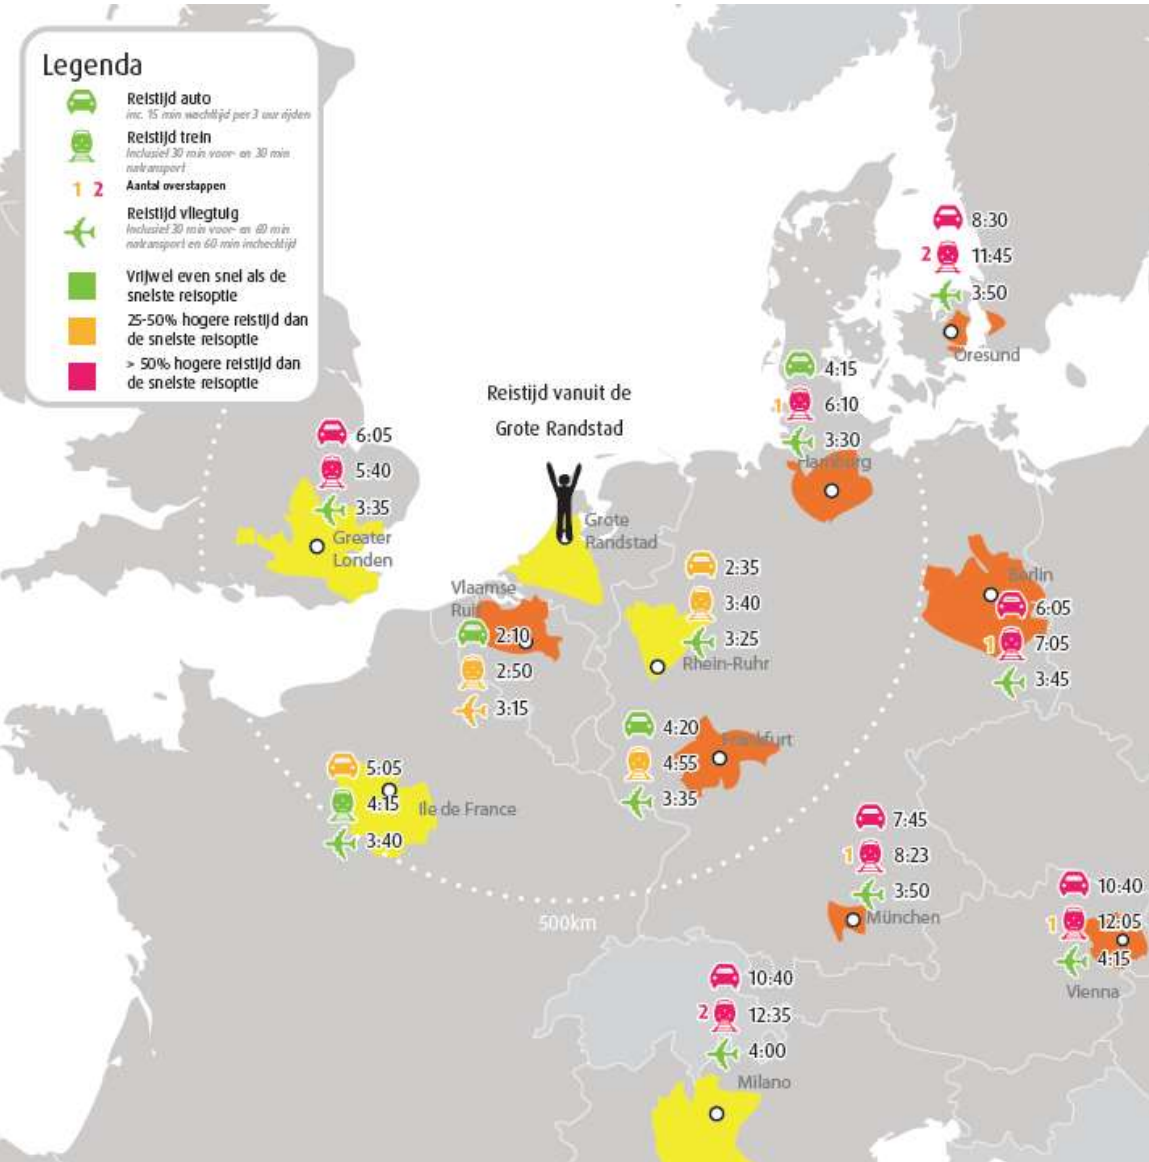 Legenda
Reistijd auto
inc. 15 min wachttijd per 3 uur rijden
Reistijd trein
Inclusief 30 min voor- en 30 min
natransport
1 2 Aantal overstappen
Reistijd vliegtuig
Inclusief 30 min voor- en 60 min
natransport en 60 min inchecktijd
Vrijwel even snel als de
snelste reisoptie
25-50% hogere reistijd dan
de snelste reisoptie
> 50% hogere reistijd dan
de snelste reisoptie
Reistijd vanuit de
Grote Randstad
8:30
2 11:45
3:50
Oresund
4:15
1 6:10
3:30
Hamburg
6:05
5:40
3:35
Greater
Londen
Grote
Randstad
Vlaamse
Ruit
2:10
2:50
3:15
2:35
3:40
3:25
Rhein-Ruhr
Berlin
6:05
1 7:05
3:45
4:20
Frankfurt
4:55
3:35
5:05
4:15
Ile de France
3:40
7:45
1 8:23
3:50
München
500km
10:40
1 12:05
4:15
Vienna
10:40
2 12:35
4:00
Milano